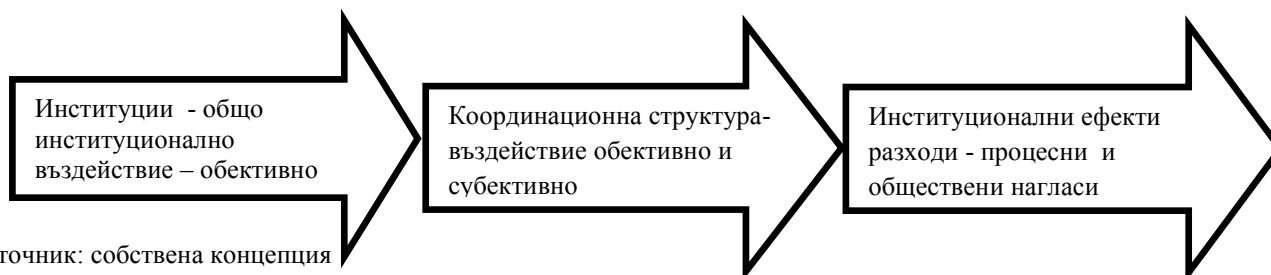 Институции - общо
институционално
въздействие – обективно
Координационна структура-
въздействие обективно и
субективно
Институционални ефекти
разходи - процесни и
обществени нагласи
точник: собствена концепция